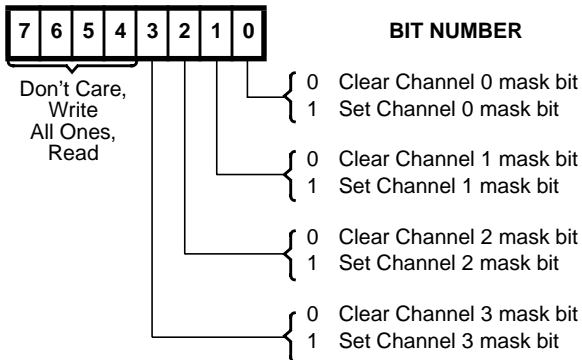 7 6 5 4 3 2 1 0 BIT NUMBER
Don't Care,
Write
All Ones,
Read
0 Clear Channel 0 mask bit
1 Set Channel 0 mask bit
0 Clear Channel 1 mask bit
1 Set Channel 1 mask bit
0 Clear Channel 2 mask bit
1 Set Channel 2 mask bit
0 Clear Channel 3 mask bit
1 Set Channel 3 mask bit